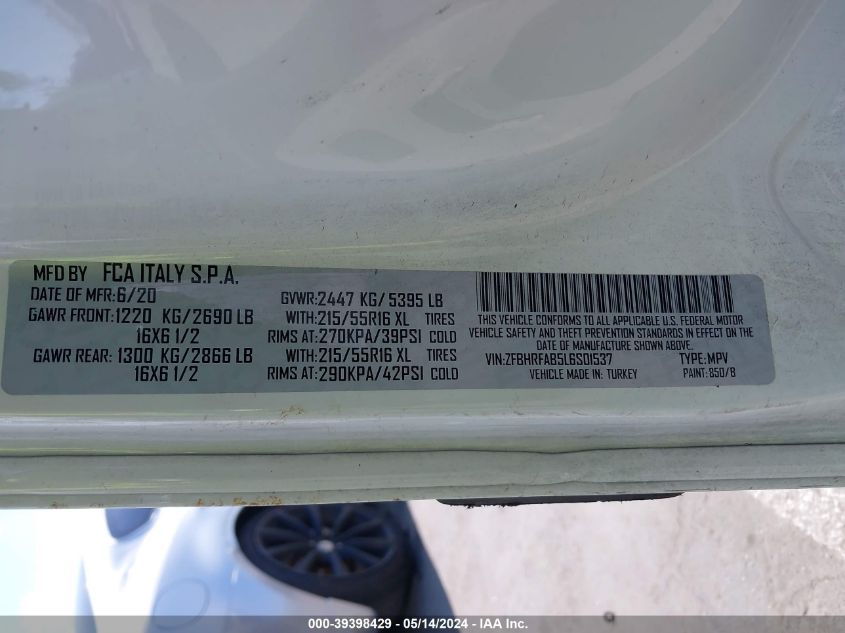 MFD BY FCA ITALY S.P.A.
DATE OF MFR:6/20
GAWR FRONT:1220 KG/2690 LB
16X6 1/2
GAWR REAR:1300 KG/2866 LB
16X6 1/2
GVWR:2447 KG/5395 LB
WITH:215/55R16 XL TIRES
RIMS AT:270KPA/39PSI COLD
WITH:215/55R16 XL TIRES
RIMS AT:290KPA/42PSI COLD
THIS VEHICLE CONFORMS TO ALL APPLICABLE U.S. FEDERAL MOTOR
VEHICLE SAFETY AND THEFT PREVENTION STANDARDS IN EFFECT ON THE
DATE OF MANUFACTURE SHOWN ABOVE.
VIN:ZFBHRFAB5L6S01537 TYPE:MPV
VEHICLE MADE IN: TURKEY PAINT:850/B
000-39398429 - 05/14/2024 - IAA Inc.